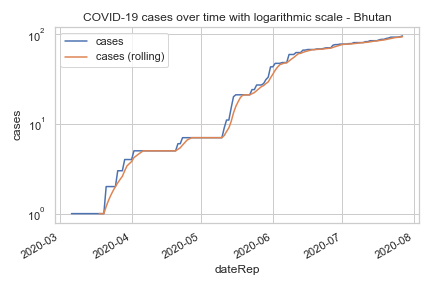 COVID-19 cases over time with logarithmic scale - Bhutan
cases
cases (rolling)
10²
10¹
10⁰
cases
2020-03
2020-04
2020-05
2020-06
2020-07
2020-08
dateRep